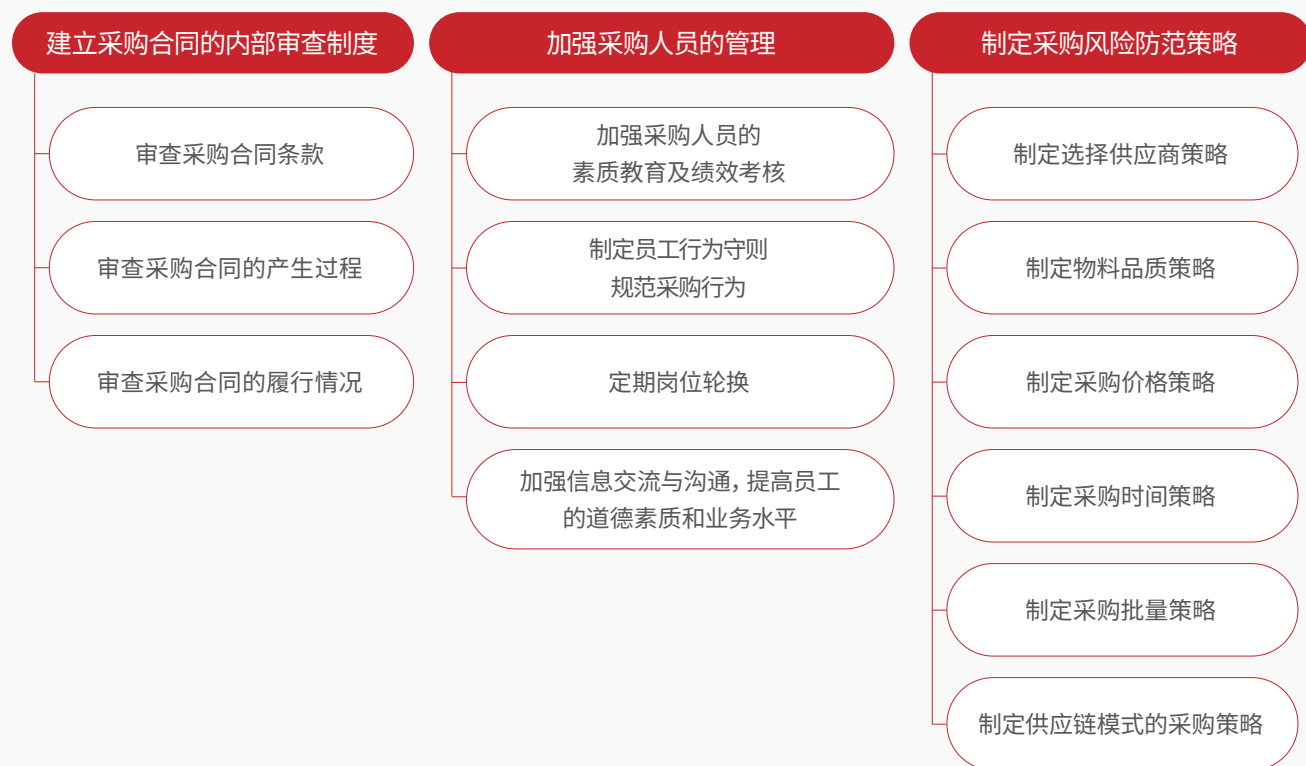 建立采购合同的内部审查制度
审查采购合同条款
审查采购合同的产生过程
审查采购合同的履行情况
加强采购人员的管理
加强采购人员的
素质教育及绩效考核
制定员工行为守则
规范采购行为
定期岗位轮换
加强信息交流与沟通，提高员工
的道德素质和业务水平
制定采购风险防范策略
制定选择供应商策略
制定物料品质策略
制定采购价格策略
制定采购时间策略
制定采购批量策略
制定供应链模式的采购策略